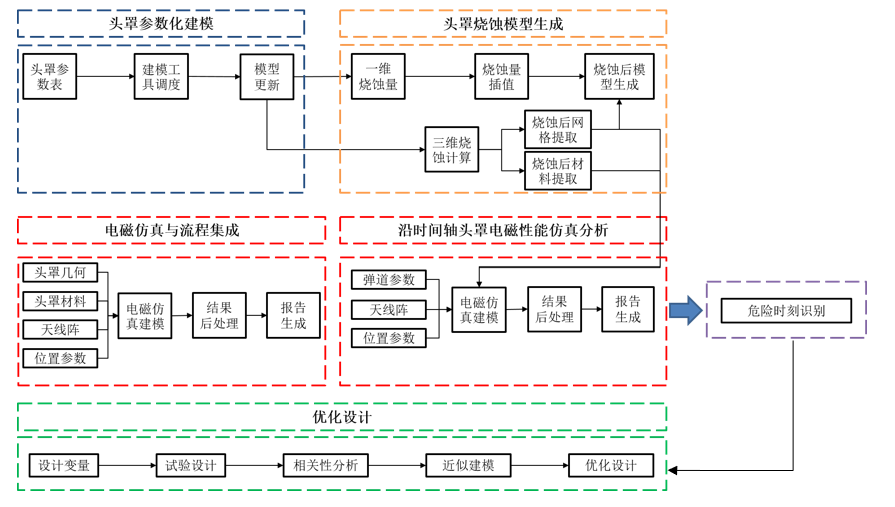 头罩参数化建模
头罩参
数表
建模工
具调度
模型
更新
头罩烧蚀模型生成
一维
烧蚀量
烧蚀量
插值
烧蚀后模
型生成
三维烧
蚀计算
烧蚀后网
格提取
烧蚀后材
料提取
电磁仿真与流程集成
头罩几何
头罩材料
天线阵
位置参数
电磁仿
真建模
结果
后处理
报告
生成
沿时间轴头罩电磁性能仿真分析
弹道参数
天线阵
位置参数
电磁仿
真建模
结果
后处理
报告
生成
危险时刻识别
优化设计
设计变量
试验设计
相关性分析
近似建模
优化设计